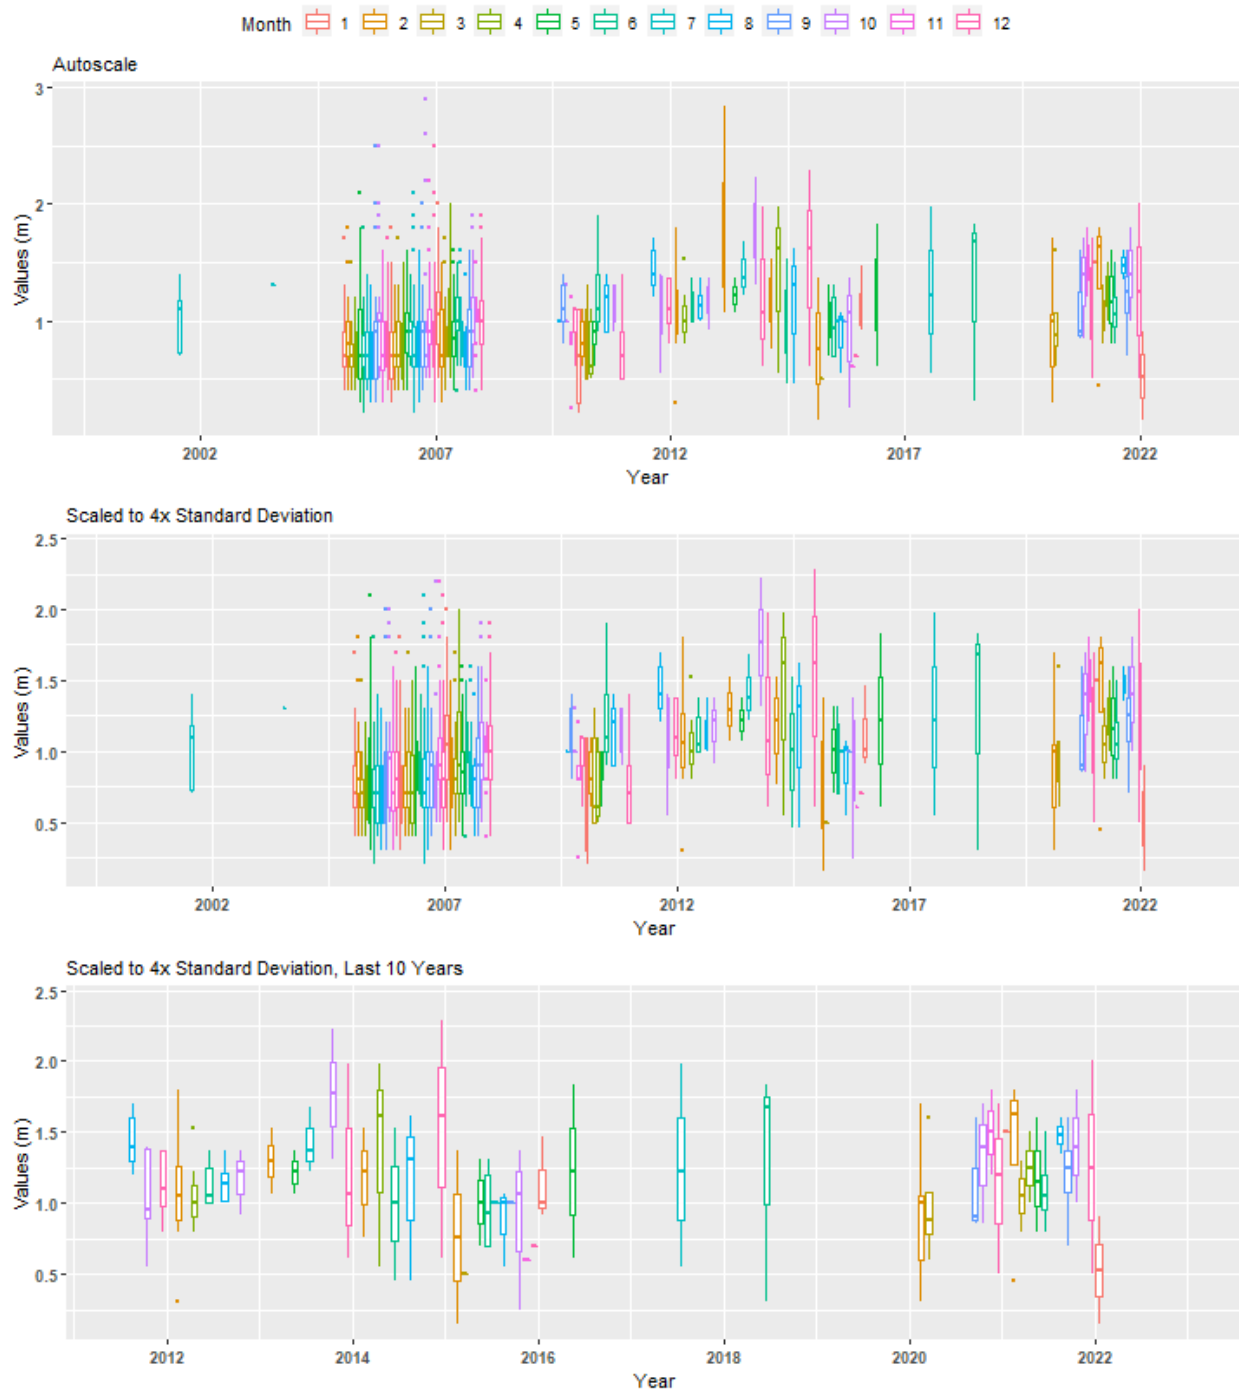 Month 1 2 3 4 5 6 7 8 9 10 11 12
Autoscale
3
2
1
Values (m)
2002 2007 2012 2017 2022
Year
Scaled to 4x Standard Deviation
2.5
2.0
1.5
1.0
0.5
Values (m)
2002 2007 2012 2017 2022
Year
Scaled to 4x Standard Deviation, Last 10 Years
2.5
2.0
1.5
1.0
0.5
Values (m)
2012 2014 2016 2018 2020 2022
Year